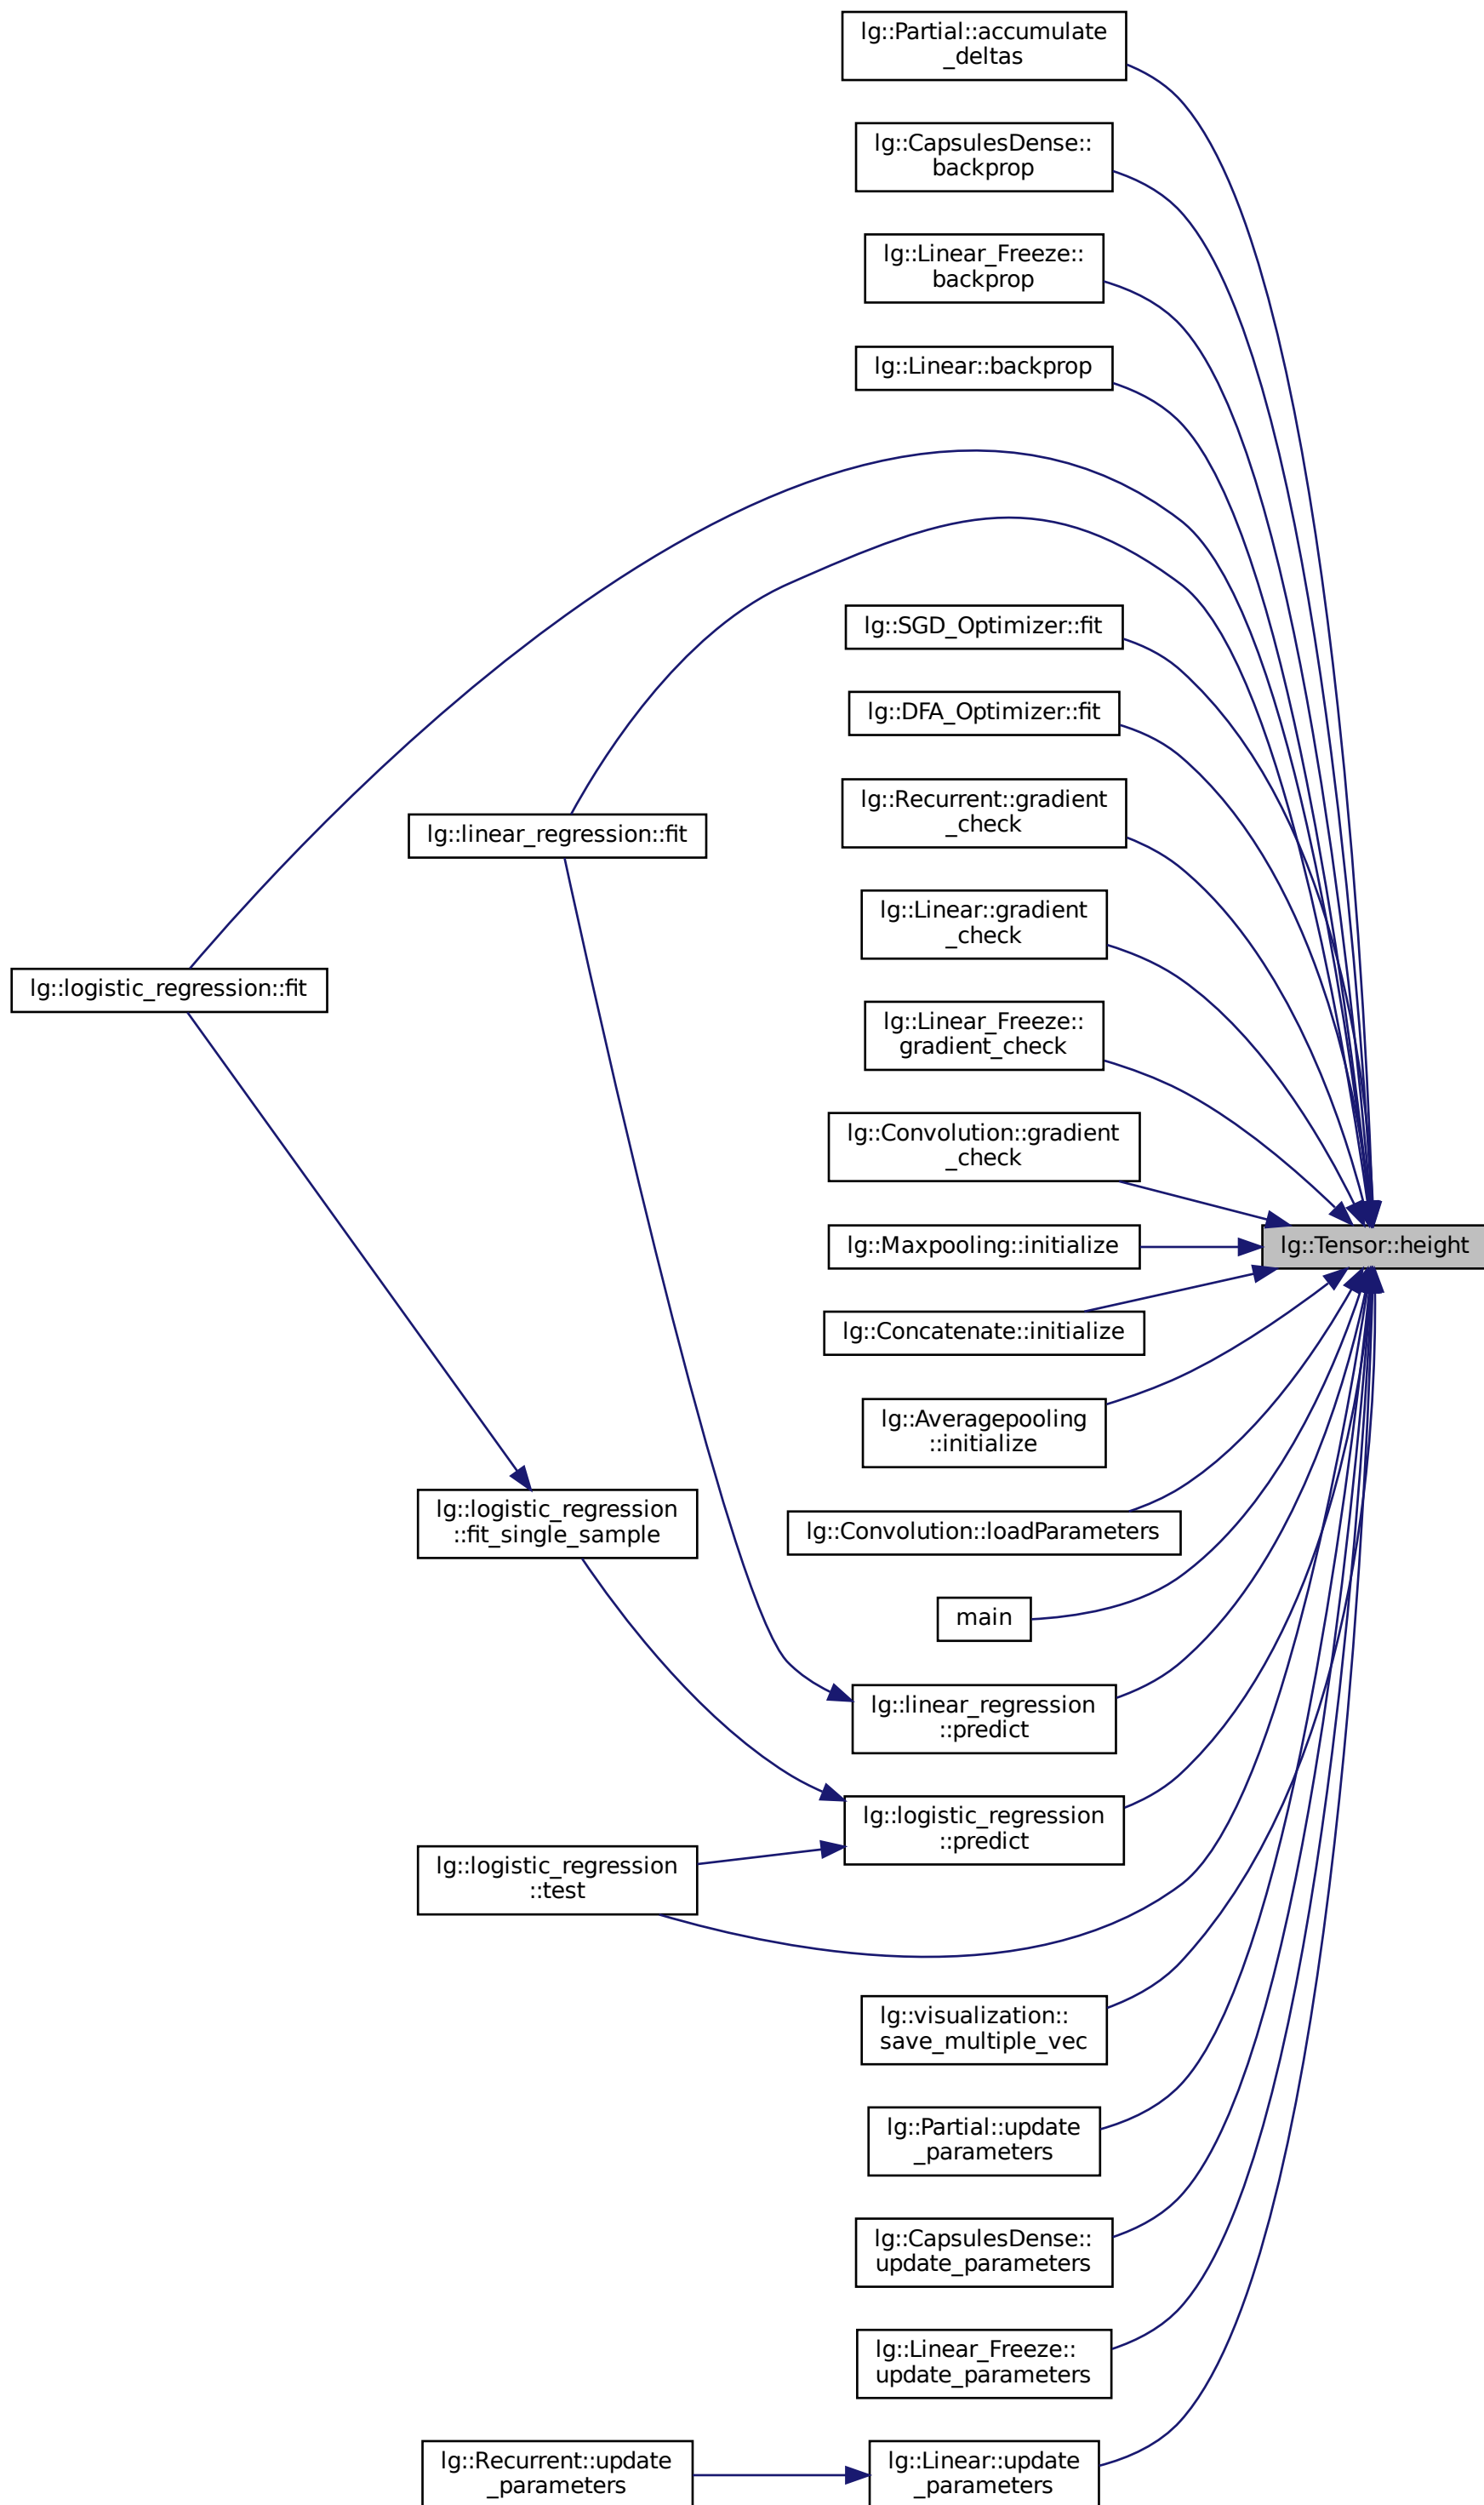 lg::Partial::accumulate
_deltas
lg::CapsulesDense::
backprop
lg::Linear_Freeze::
backprop
lg::Linear::backprop
lg::SGD_Optimizer::fit
lg::DFA_Optimizer::fit
lg::Recurrent::gradient
_check
lg::linear_regression::fit
lg::Linear::gradient
_check
lg::logistic_regression::fit
lg::Linear_Freeze::
gradient_check
lg::Convolution::gradient
_check
lg::Maxpooling::initialize
lg::Tensor::height
lg::Concatenate::initialize
lg::Averagepooling
::initialize
lg::logistic_regression
::fit_single_sample
lg::Convolution::loadParameters
main
lg::linear_regression
::predict
lg::logistic_regression
::predict
lg::logistic_regression
::test
lg::visualization::
save_multiple_vec
lg::Partial::update
_parameters
lg::CapsulesDense::
update_parameters
lg::Linear_Freeze::
update_parameters
lg::Recurrent::update
_parameters
lg::Linear::update
_parameters